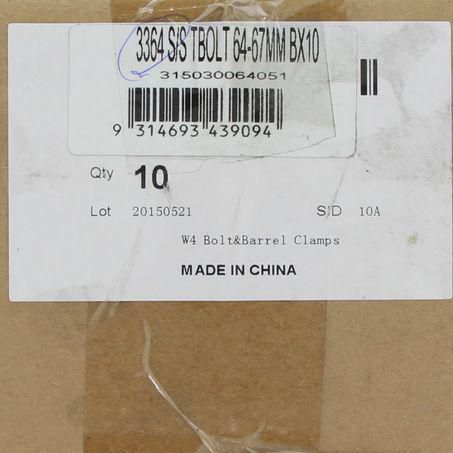 3364 S/S TBOLT 64-67MM BX10
315030064051
9 314693 439094
Qty 10
Lot 20150521 S/D 10A
W4 Bolt&Barrel Clamps
MADE IN CHINA